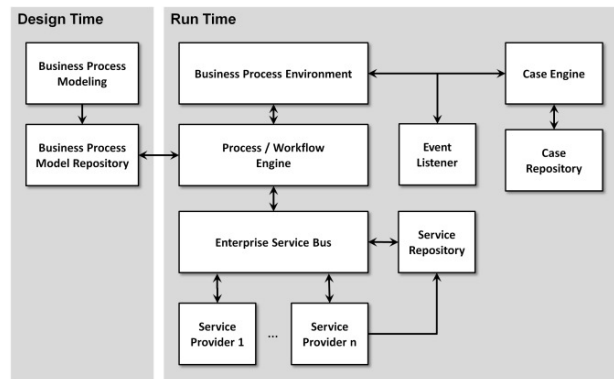 Design Time
Run Time
Business Process
Modeling
Business Process Environment
Case Engine
Business Process
Model Repository
Process / Workflow
Engine
Event
Listener
Case
Repository
Enterprise Service Bus
Service
Repository
Service
Provider 1
...
Service
Provider n